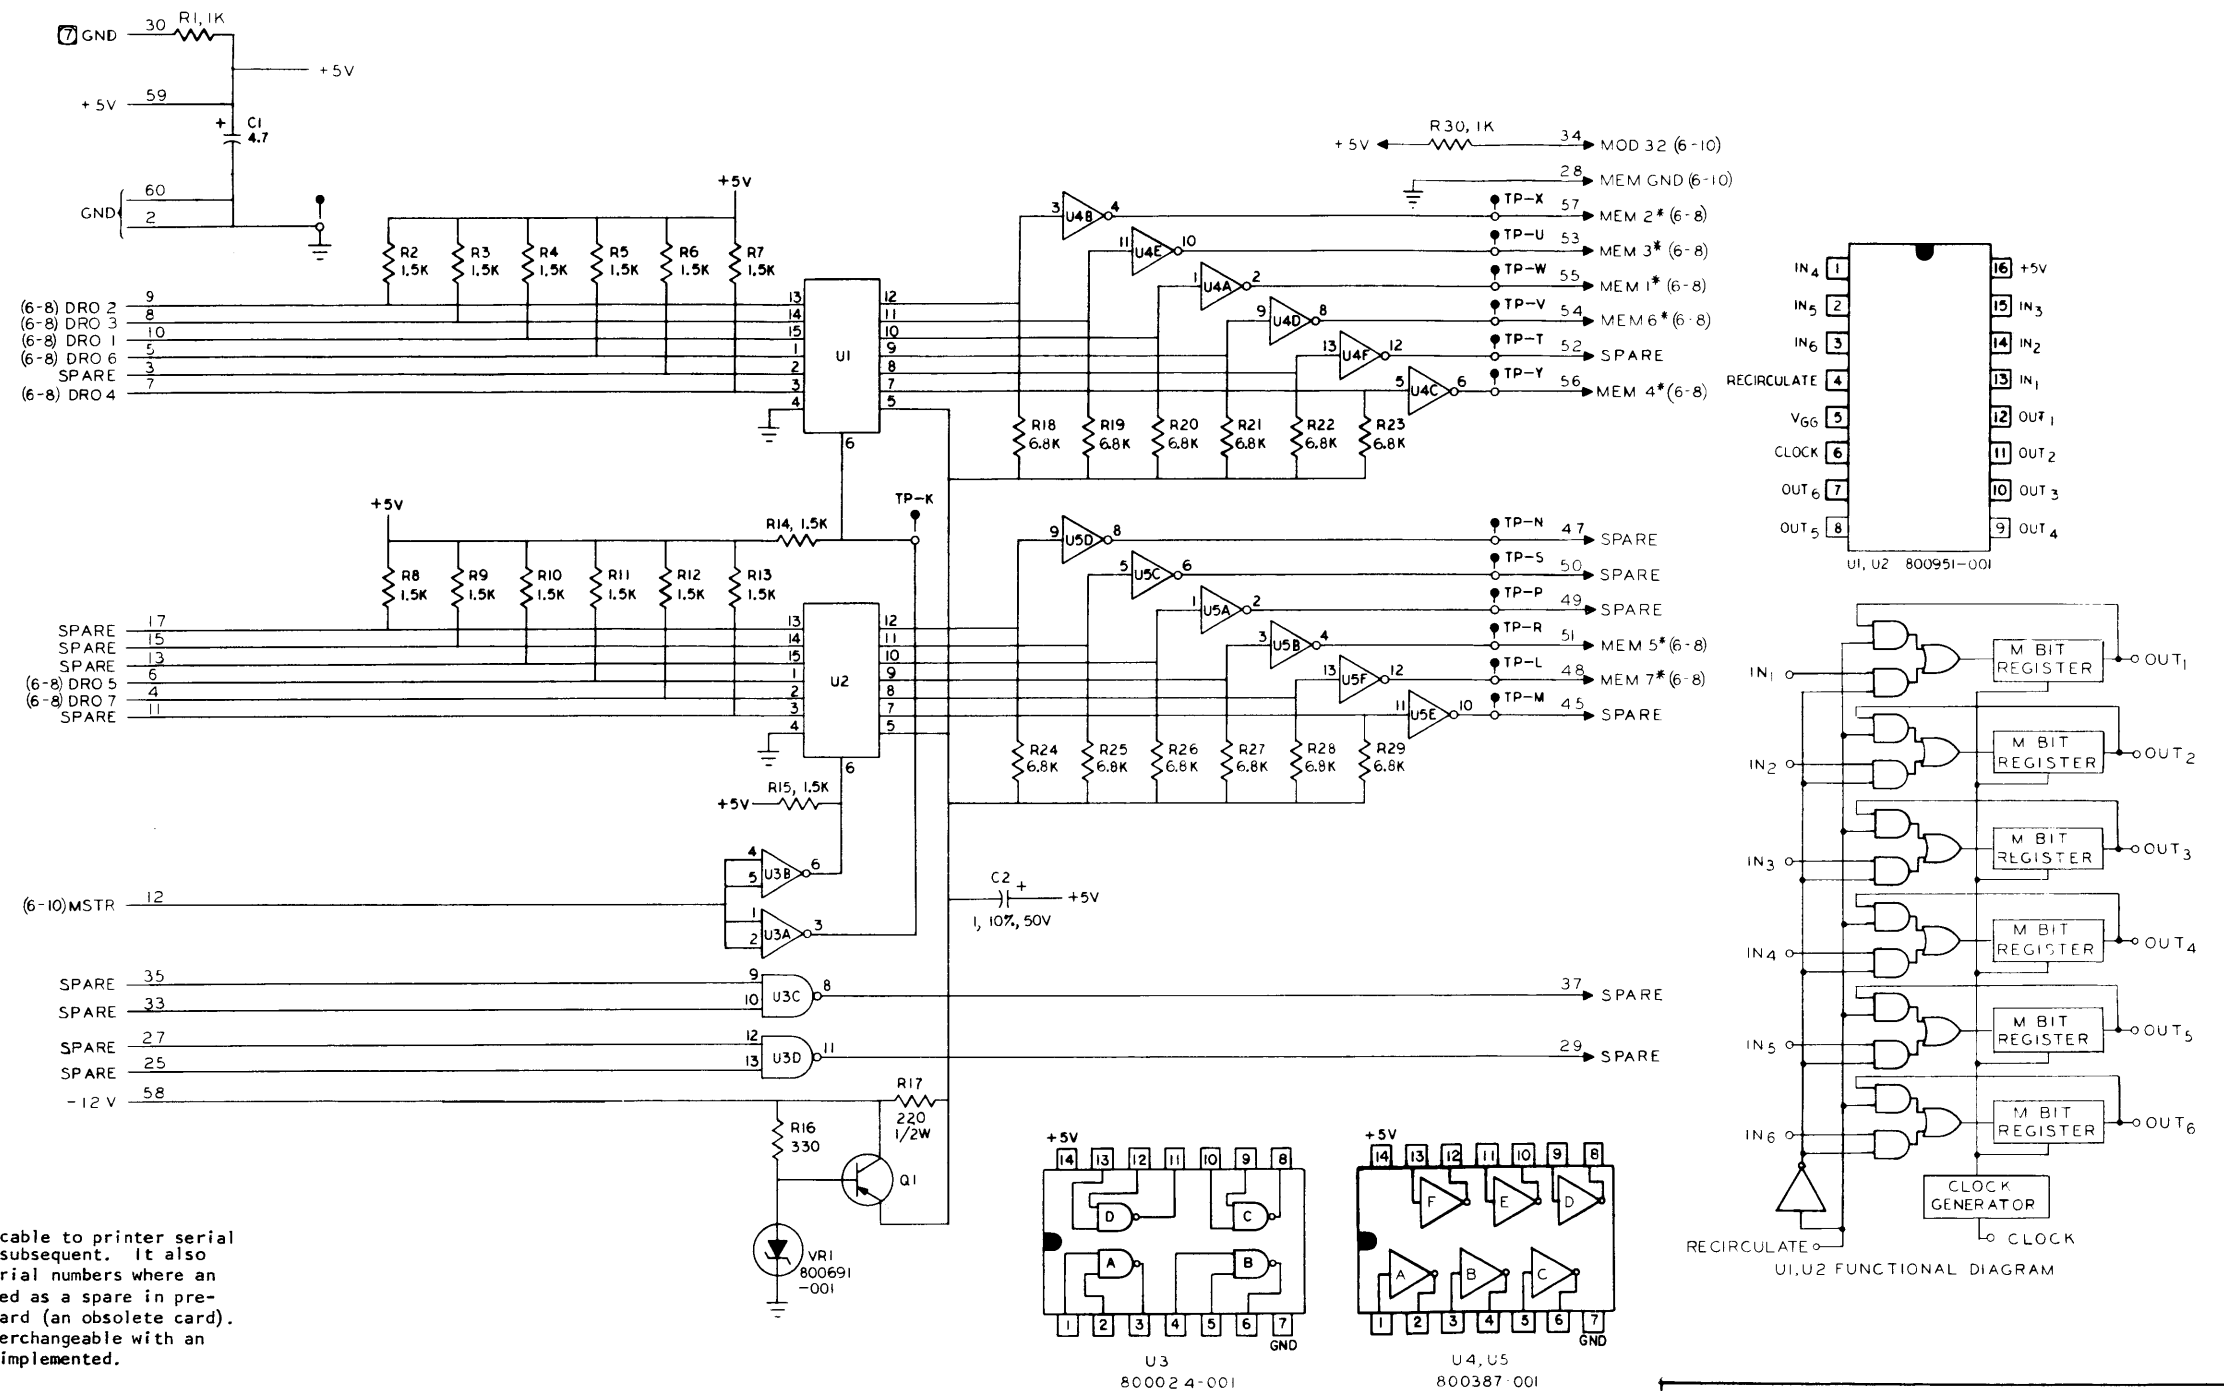 7 GND 30 R1, 1K
+5V
+5V 59
+ C1
4.7
GND 60
2
+5V
R2 1.5K
R3 1.5K
R4 1.5K
R5 1.5K
R6 1.5K
R7 1.5K
(6-8) DRO 2 9
(6-8) DRO 3 8
(6-8) DRO 1 10
(6-8) DRO 6 5
SPARE 3
(6-8) DRO 4 7
13 12
14 11
15 10
1 9
2 8
3 7
4 5
6
U1
+5V R30, 1K 34 MOD 32 (6-10)
28 MEM GND (6-10)
3 U4B 4 TP-X 57 MEM 2* (6-8)
11 U4E 10 TP-U 53 MEM 3* (6-8)
1 U4A 2 TP-W 55 MEM 1* (6-8)
9 U4D 8 TP-V 54 MEM 6* (6-8)
13 U4F 12 TP-T 52 SPARE
5 U4C 6 TP-Y 56 MEM 4* (6-8)
R18 6.8K
R19 6.8K
R20 6.8K
R21 6.8K
R22 6.8K
R23 6.8K
+5V
R14, 1.5K
TP-K
R8 1.5K
R9 1.5K
R10 1.5K
R11 1.5K
R12 1.5K
R13 1.5K
SPARE 17
SPARE 15
SPARE 13
(6-8) DRO 5 6
(6-8) DRO 7 4
SPARE 11
13 12
14 11
15 10
1 9
2 8
3 7
4 5
6
U2
9 U5D 8 TP-N 47 SPARE
5 U5C 6 TP-S 50 SPARE
1 U5A 2 TP-P 49 SPARE
3 U5B 4 TP-R 51 MEM 5* (6-8)
13 U5F 12 TP-L 48 MEM 7* (6-8)
11 U5E 10 TP-M 45 SPARE
R24 6.8K
R25 6.8K
R26 6.8K
R27 6.8K
R28 6.8K
R29 6.8K
+5V R15, 1.5K
4 5 U3B 6
(6-10) MSTR 12
1 2 U3A 3
C2 + +5V
1, 10%, 50V
SPARE 35 9
SPARE 33 10
U3C 8 37 SPARE
SPARE 27 12
SPARE 25 13
U3D 11 29 SPARE
-12 V 58
R17
220
1/2W
R16
330
Q1
VR1
800691
-001
cable to printer serial
subsequent. It also
rial numbers where an
ed as a spare in pre-
ard (an obsolete card).
erchangeable with an
implemented.
+5V
14 13 12 11 10 9 8
D C
A B
1 2 3 4 5 6 7
GND
U3
800024-001
+5V
14 13 12 11 10 9 8
F E D
A B C
1 2 3 4 5 6 7
GND
U4, U5
800387-001
IN4 1 16 +5V
IN5 2 15 IN3
IN6 3 14 IN2
RECIRCULATE 4 13 IN1
VGG 5 12 OUT1
CLOCK 6 11 OUT2
OUT6 7 10 OUT3
OUT5 8 9 OUT4
U1, U2 800951-001
IN1 M BIT REGISTER OUT1
IN2 M BIT REGISTER OUT2
IN3 M BIT REGISTER OUT3
IN4 M BIT REGISTER OUT4
IN5 M BIT REGISTER OUT5
IN6 M BIT REGISTER OUT6
CLOCK
GENERATOR
RECIRCULATE
CLOCK
U1, U2 FUNCTIONAL DIAGRAM